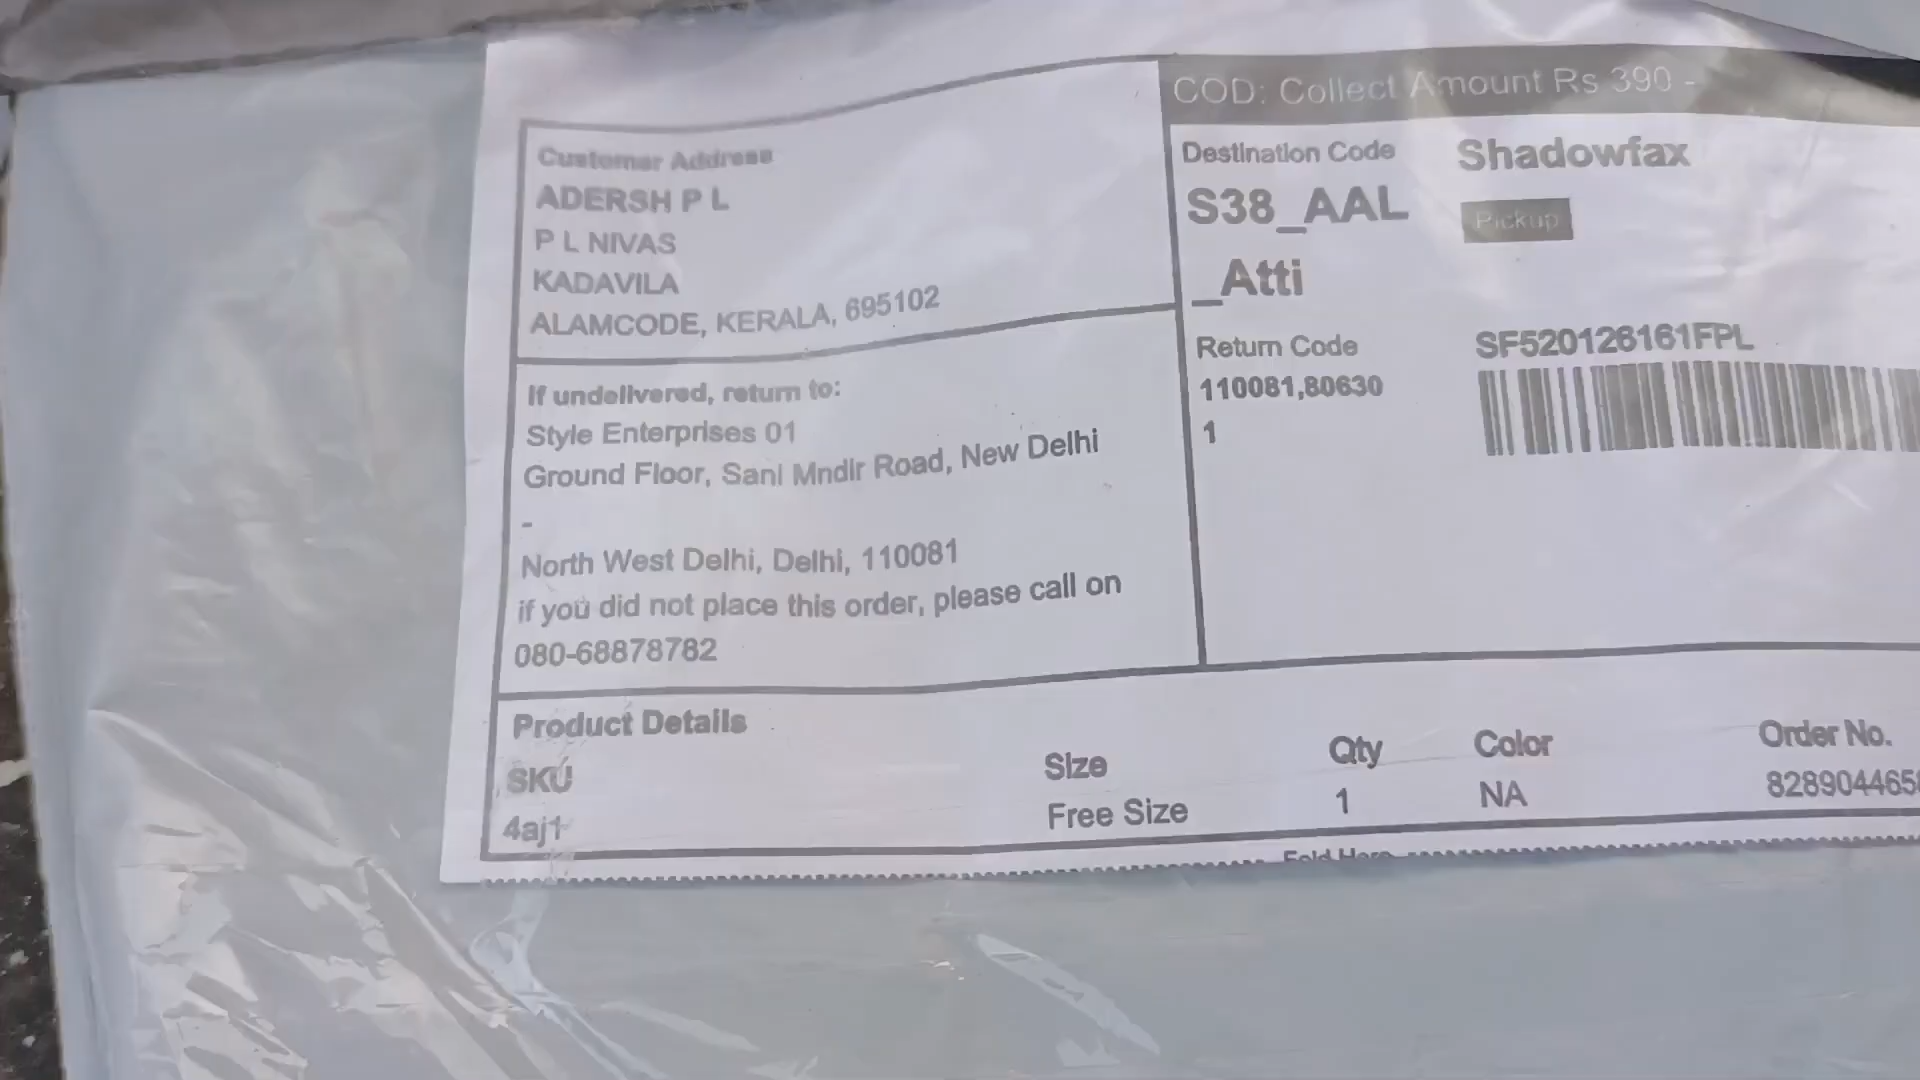 COD: Collect Amount Rs 390 -
Customer Address
ADERSH P L
P L NIVAS
KADAVILA
ALAMCODE, KERALA, 695102
If undelivered, return to:
Style Enterprises 01
Ground Floor, Sani Mndir Road, New Delhi
-
North West Delhi, Delhi, 110081
if you did not place this order, please call on
080-68878782
Destination Code
S38_AAL
_Atti
Return Code
110081,80630
1
Shadowfax
Pickup
SF520126161FPL
Product Details
SKU Size Qty Color Order No.
4aj1 Free Size 1 NA 828904465
Fold Here